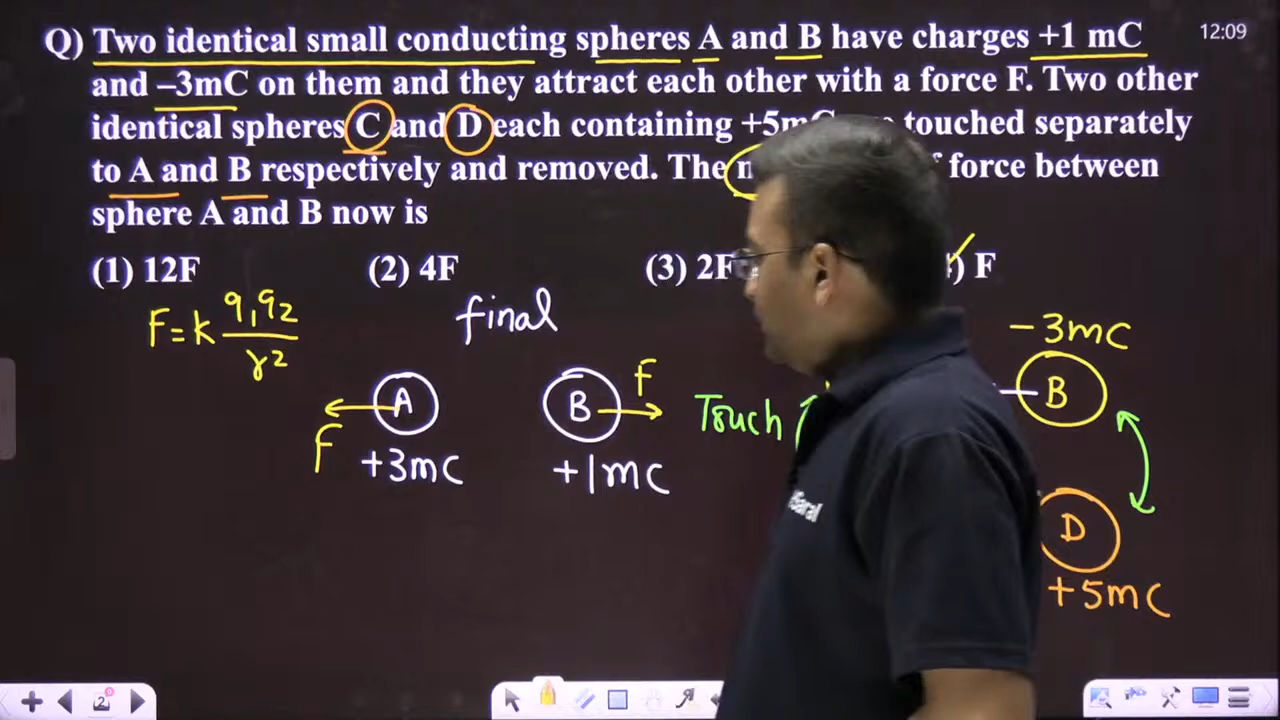 Q) Two identical small conducting spheres A and B have charges +1 mC 12:09
and –3mC on them and they attract each other with a force F. Two other
identical spheres C and D each containing touched separately
to A and B respectively and removed. The force between
sphere A and B now is
(1) 12F (2) 4F (3) 2F ) F
F = k q1q2 / r2 final -3mC
A B F Touch B
F +3mC +1mC
D
+5mC